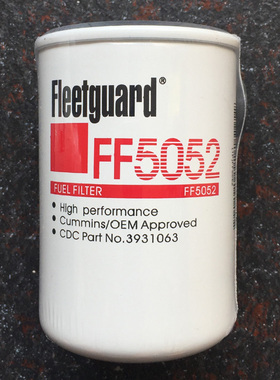 Fleetguard®
FF5052
FUEL FILTER FF5052
• High performance
• Cummins/OEM Approved
• CDC Part No.3931063